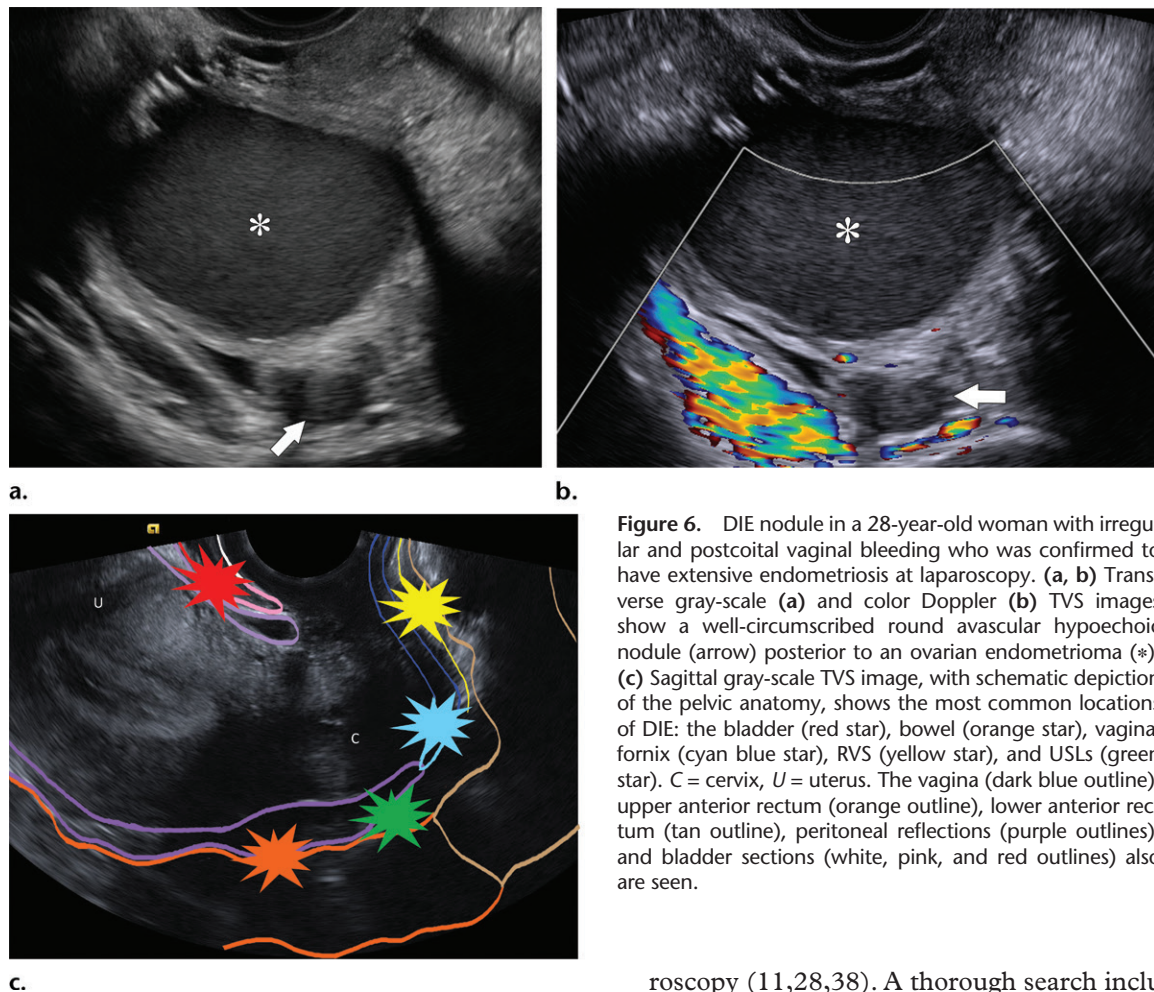 a.
b.
U
C
c.
Figure 6. DIE nodule in a 28-year-old woman with irregu-
lar and postcoital vaginal bleeding who was confirmed to
have extensive endometriosis at laparoscopy. (a, b) Trans-
verse gray-scale (a) and color Doppler (b) TVS images
show a well-circumscribed round avascular hypoechoic
nodule (arrow) posterior to an ovarian endometrioma (*)
(c) Sagittal gray-scale TVS image, with schematic depiction
of the pelvic anatomy, shows the most common location
of DIE: the bladder (red star), bowel (orange star), vagina
fornix (cyan blue star), RVS (yellow star), and USLs (green
star). C = cervix, U = uterus. The vagina (dark blue outline)
upper anterior rectum (orange outline), lower anterior rec-
tum (tan outline), peritoneal reflections (purple outlines)
and bladder sections (white, pink, and red outlines) also
are seen.
roscopy (11,28,38). A thorough search inclu